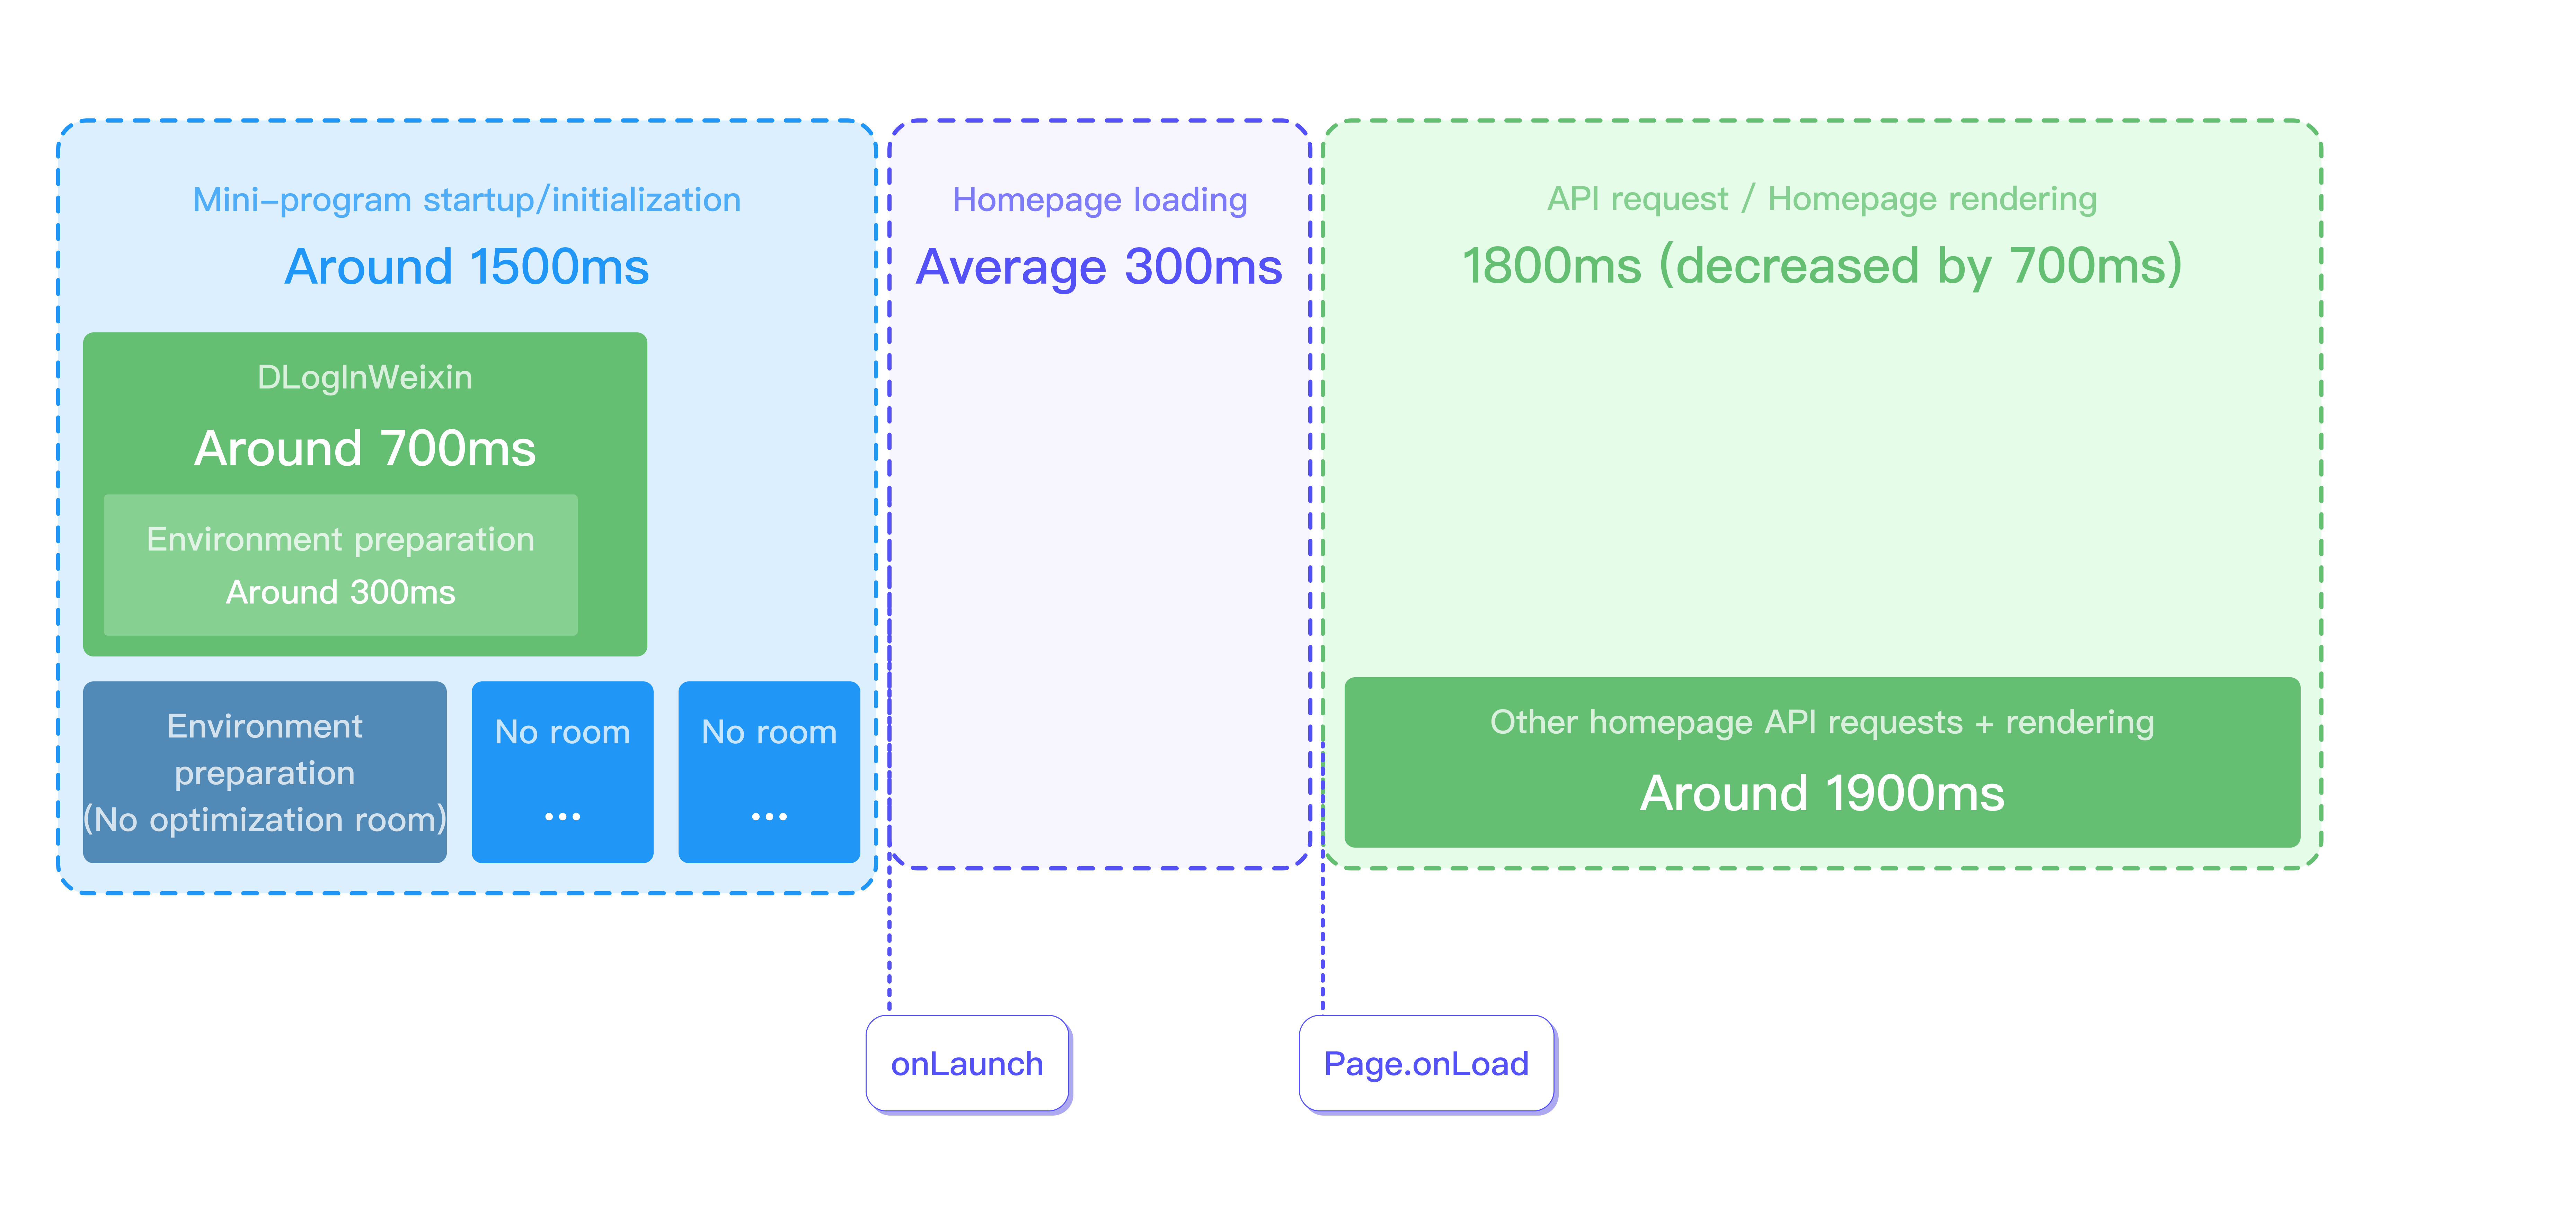 Mini-program startup/initialization
Around 1500ms
DLogInWeixin
Around 700ms
Environment preparation
Around 300ms
Environment
preparation
(No optimization room)
No room
...
No room
...
Homepage loading
Average 300ms
API request / Homepage rendering
1800ms (decreased by 700ms)
Other homepage API requests + rendering
Around 1900ms
onLaunch
Page.onLoad